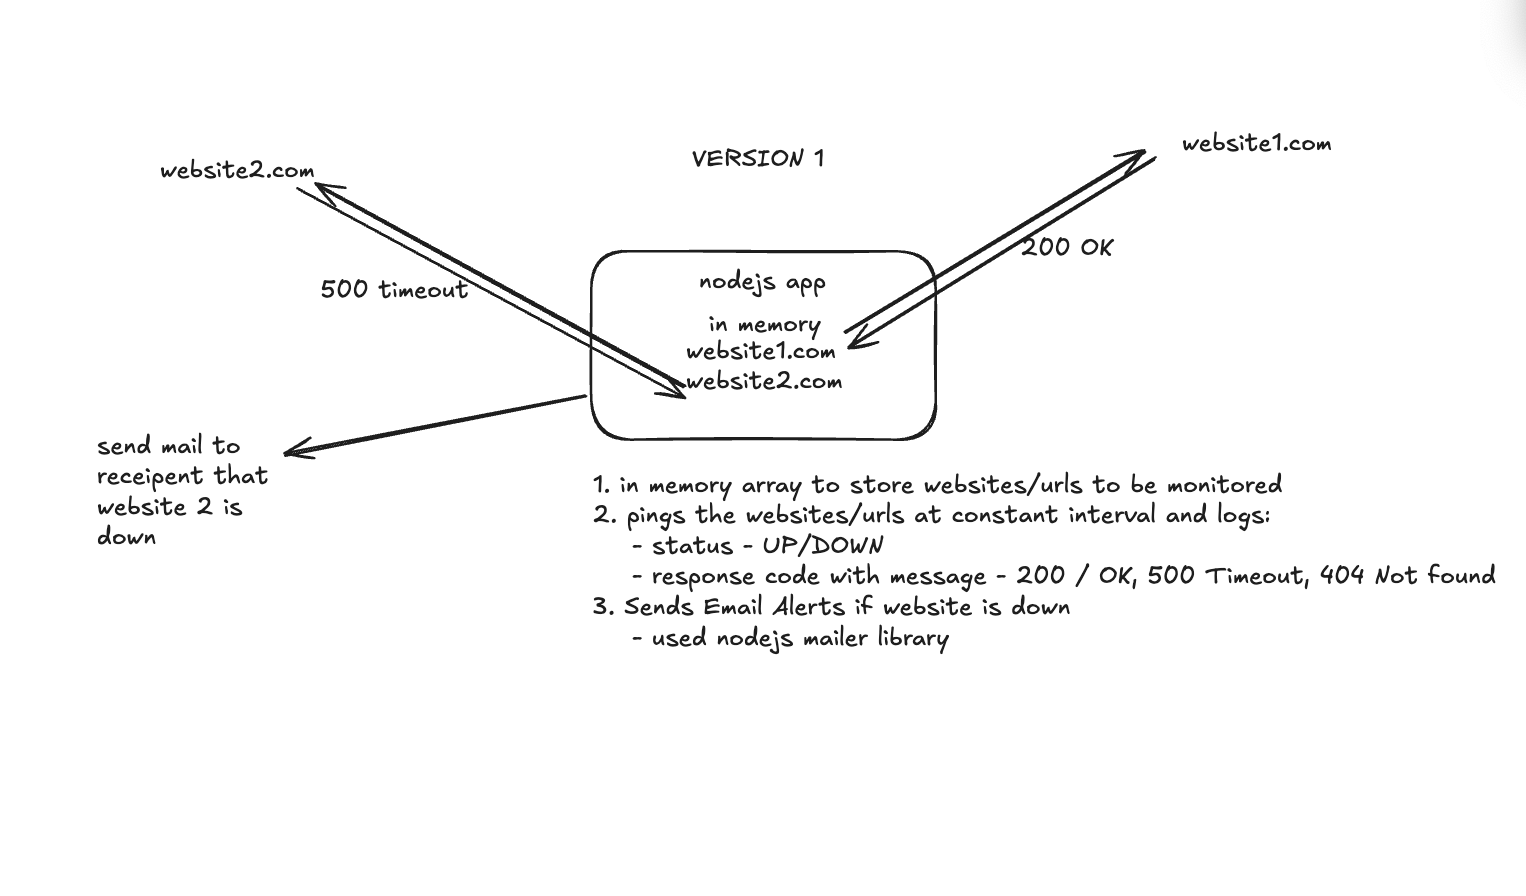 VERSION 1
website2.com
website1.com
500 timeout
200 OK
nodejs app
in memory
website1.com
website2.com
send mail to
receipent that
website 2 is
down
1. in memory array to store websites/urls to be monitored
2. pings the websites/urls at constant interval and logs:
- status - UP/DOWN
- response code with message - 200 / OK, 500 Timeout, 404 Not found
3. Sends Email Alerts if website is down
- used nodejs mailer library